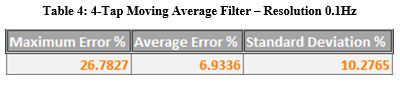 Table 4: 4-Tap Moving Average Filter – Resolution 0.1Hz
Maximum Error % Average Error % Standard Deviation %
26.7827 6.9336 10.2765